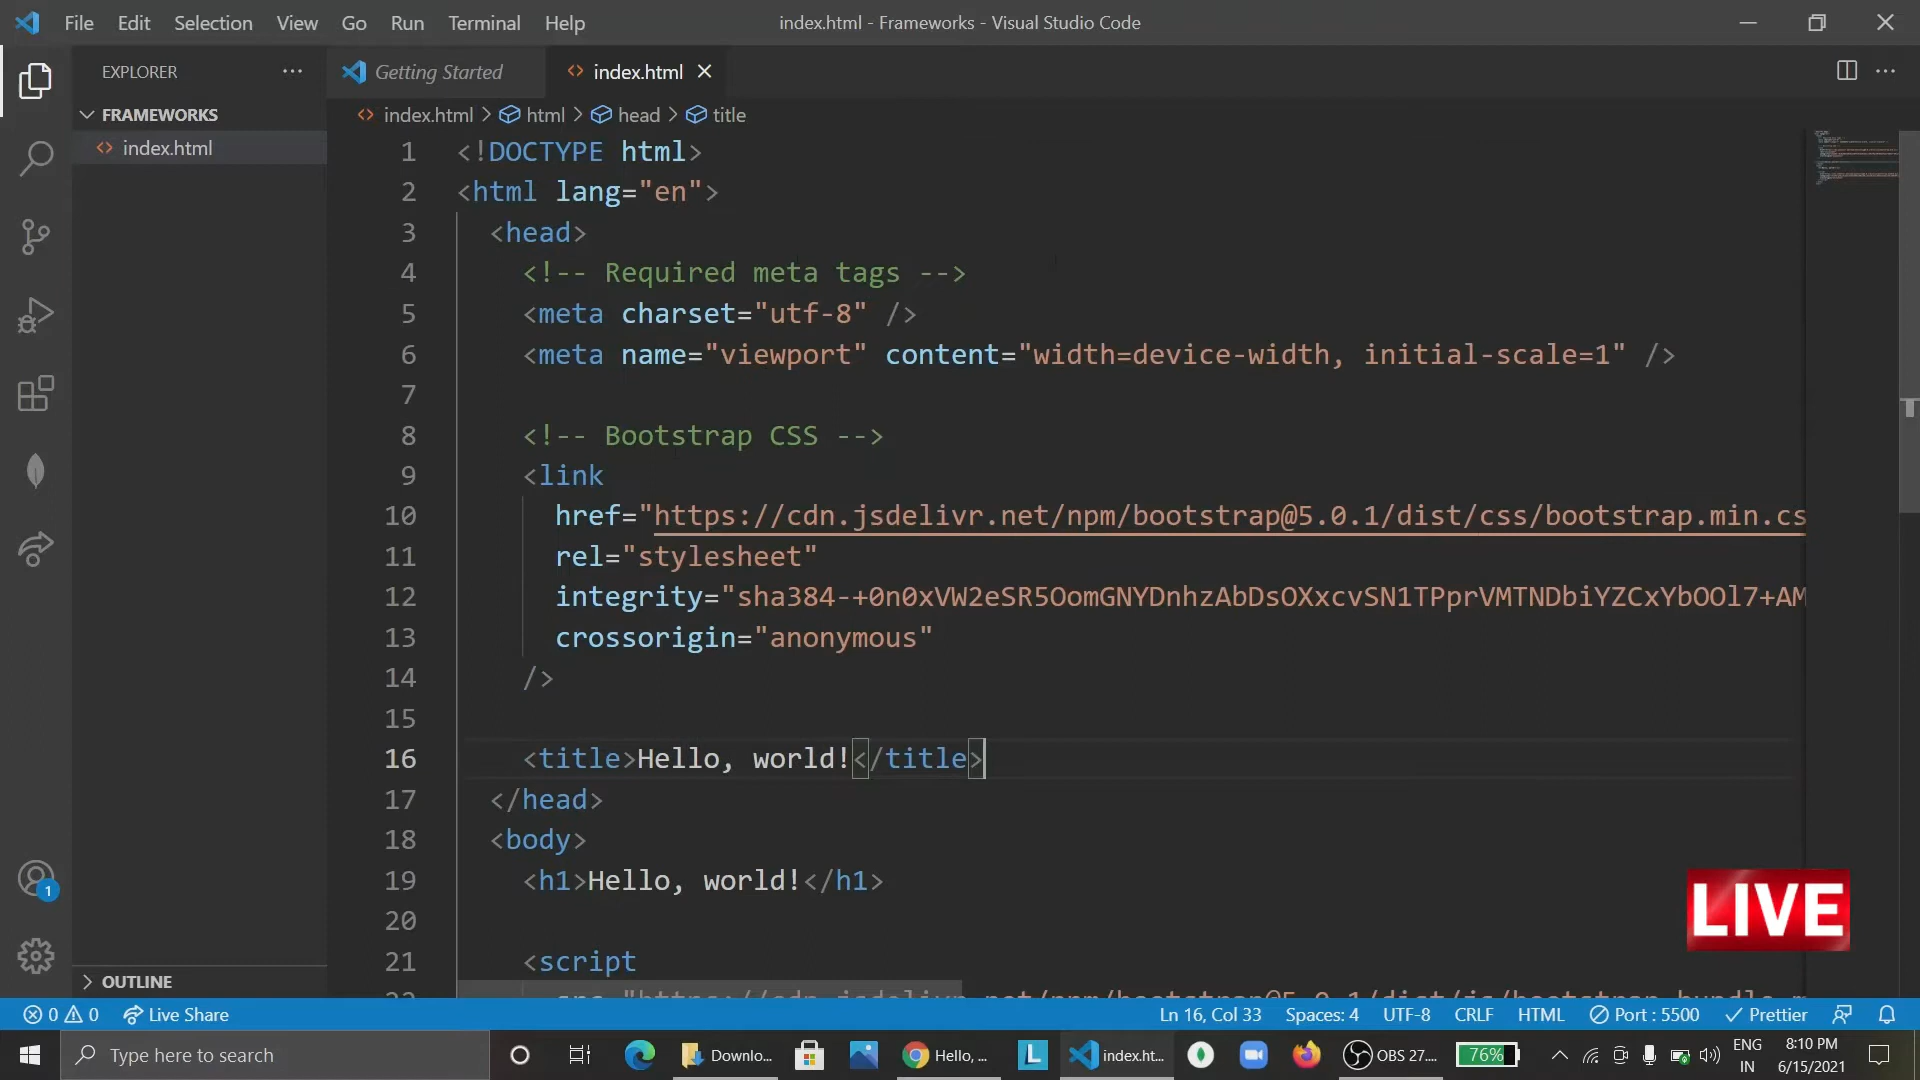 File Edit Selection View Go Run Terminal Help
index.html - Frameworks - Visual Studio Code
EXPLORER
FRAMEWORKS
index.html
OUTLINE
Getting Started
index.html
index.html > html > head > title
1 <!DOCTYPE html>
2 <html lang="en">
3 <head>
4 <!-- Required meta tags -->
5 <meta charset="utf-8" />
6 <meta name="viewport" content="width=device-width, initial-scale=1" />
7
8 <!-- Bootstrap CSS -->
9 <link
10 href="https://cdn.jsdelivr.net/npm/bootstrap@5.0.1/dist/css/bootstrap.min.cs
11 rel="stylesheet"
12 integrity="sha384-+0n0xVW2eSR5OomGNYDnhzAbDsOXxcvSN1TPprVMTNDbiYZCxYbOOl7+AM
13 crossorigin="anonymous"
14 />
15
16 <title>Hello, world!</title>
17 </head>
18 <body>
19 <h1>Hello, world!</h1>
20
21 <script
LIVE
1
0 0 Live Share
Ln 16, Col 33 Spaces: 4 UTF-8 CRLF HTML Port : 5500 Prettier
Type here to search
Downlo...
Hello, ...
L
index.ht...
OBS 27....
76%
ENG
IN
8:10 PM
6/15/2021